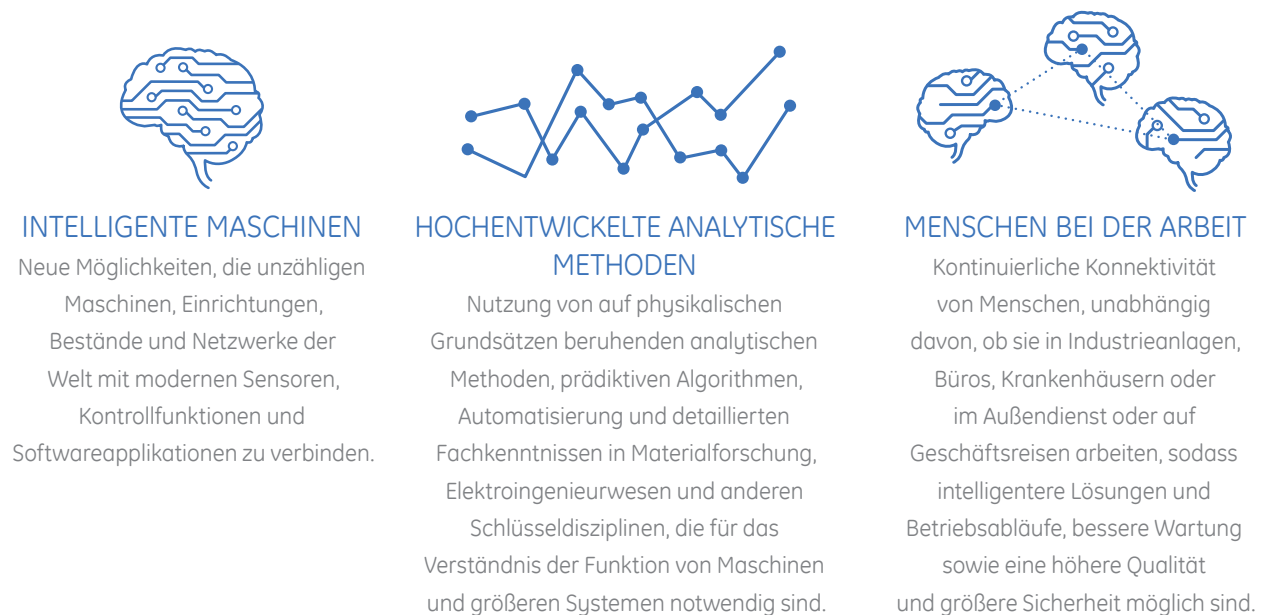 INTELLIGENTE MASCHINEN
Neue Möglichkeiten, die unzähligen
Maschinen, Einrichtungen,
Bestände und Netzwerke der
Welt mit modernen Sensoren,
Kontrollfunktionen und
Softwareapplikationen zu verbinden.
HOCHENTWICKELTE ANALYTISCHE
METHODEN
Nutzung von auf physikalischen
Grundsätzen beruhenden analytischen
Methoden, prädiktiven Algorithmen,
Automatisierung und detaillierten
Fachkenntnissen in Materialforschung,
Elektroingenieurwesen und anderen
Schlüsseldisziplinen, die für das
Verständnis der Funktion von Maschinen
und größeren Systemen notwendig sind.
MENSCHEN BEI DER ARBEIT
Kontinuierliche Konnektivität
von Menschen, unabhängig
davon, ob sie in Industrieanlagen,
Büros, Krankenhäusern oder
im Außendienst oder auf
Geschäftsreisen arbeiten, sodass
intelligentere Lösungen und
Betriebsabläufe, bessere Wartung
sowie eine höhere Qualität
und größere Sicherheit möglich sind.